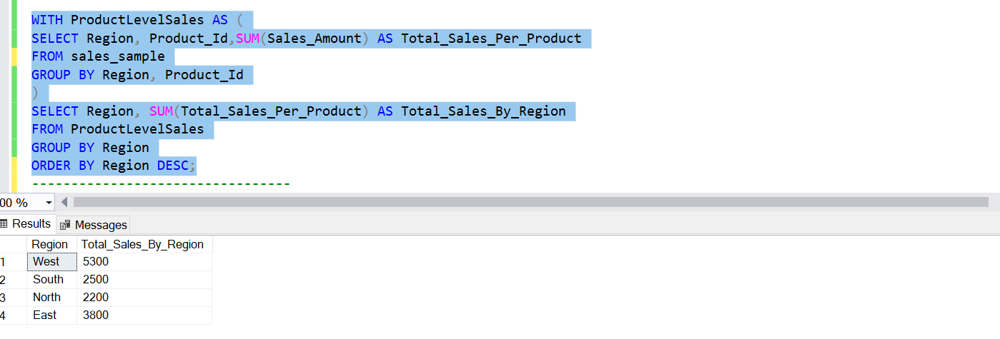 WITH ProductLevelSales AS (
SELECT Region, Product_Id,SUM(Sales_Amount) AS Total_Sales_Per_Product
FROM sales_sample
GROUP BY Region, Product_Id
)
SELECT Region, SUM(Total_Sales_Per_Product) AS Total_Sales_By_Region
FROM ProductLevelSales
GROUP BY Region
ORDER BY Region DESC;
---------------------------------
00 %
Results Messages
Region Total_Sales_By_Region
1 West 5300
2 South 2500
3 North 2200
4 East 3800